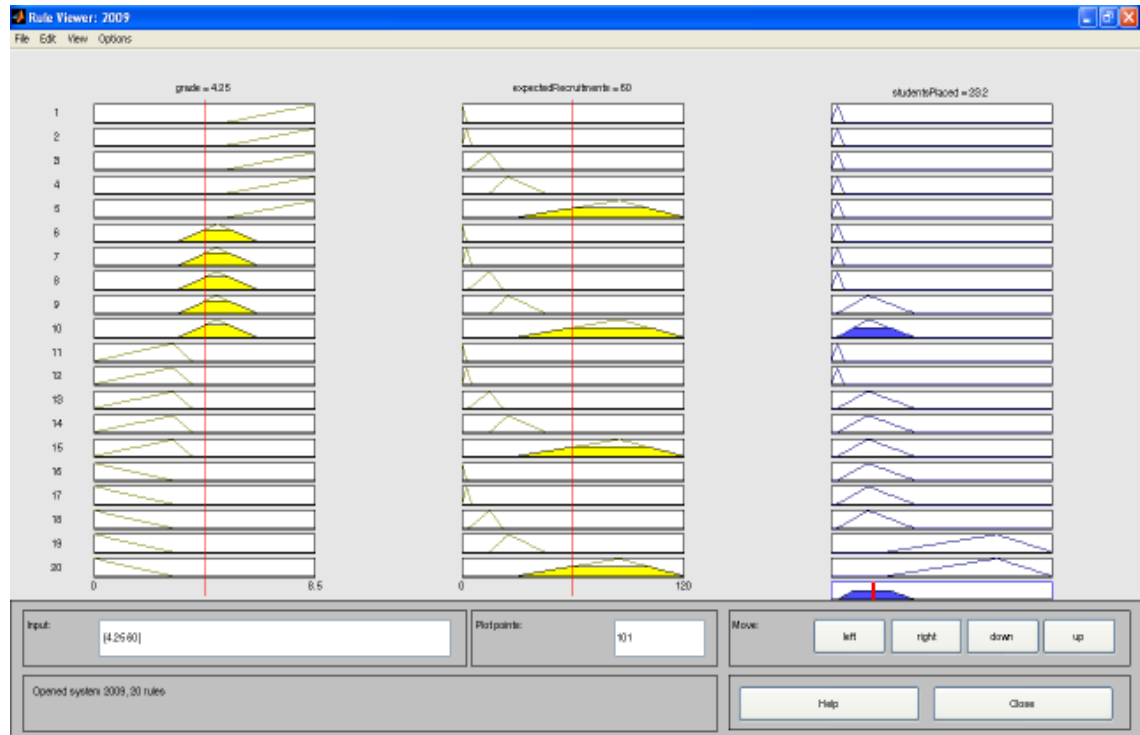 Rule Viewer: 2009
File Edit View Options
grade = 4.25
expectedRecruitments = 60
studentsPlaced = 23.2
1
2
3
4
5
6
7
8
9
10
11
12
13
14
15
16
17
18
19
20
0 8.5
0 120
Input:
[4.25 60]
Plot points:
101
Move:
left right down up
Opened system 2009, 20 rules
Help Close